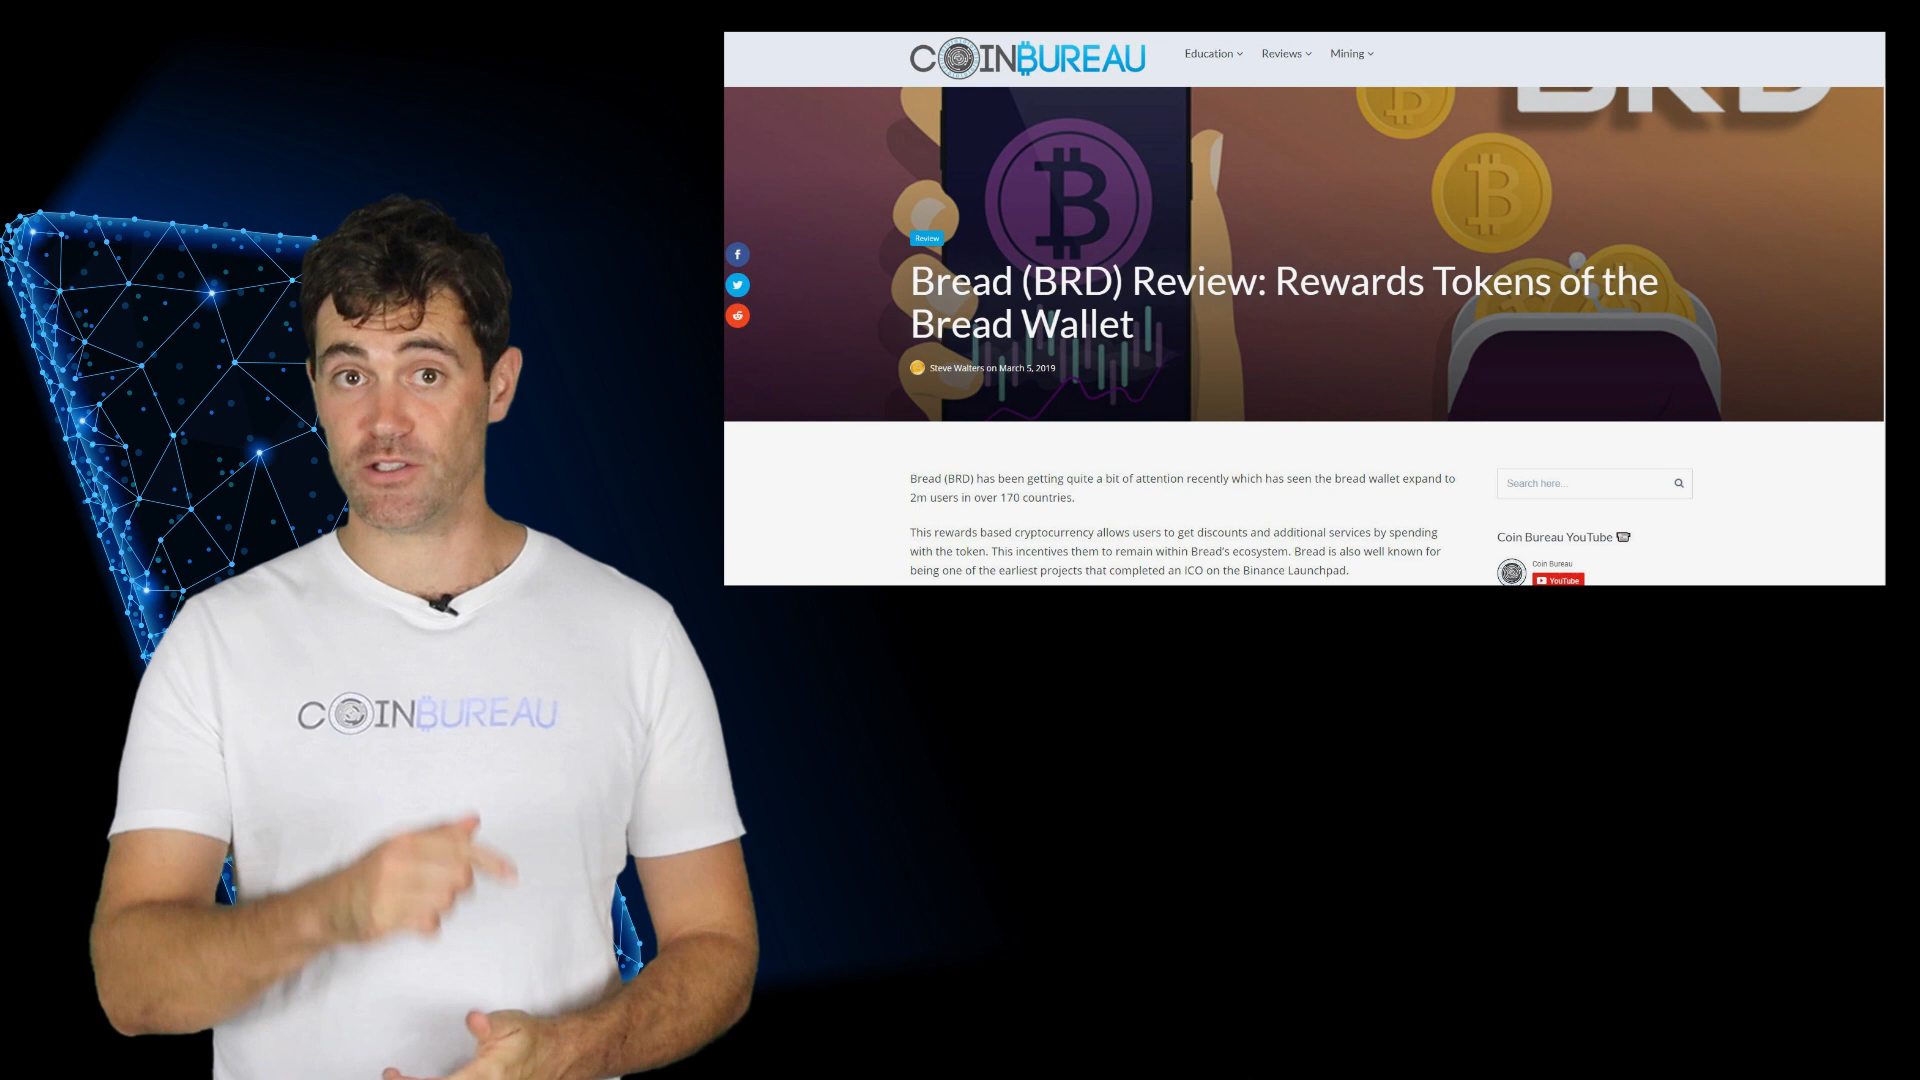 COINBUREAU
Education
Reviews
Mining
BRD
Review
Bread (BRD) Review: Rewards Tokens of the
Bread Wallet
Steve Walters on March 5, 2019
Bread (BRD) has been getting quite a bit of attention recently which has seen the bread wallet expand to
2m users in over 170 countries.
This rewards based cryptocurrency allows users to get discounts and additional services by spending
with the token. This incentives them to remain within Bread's ecosystem. Bread is also well known for
being one of the earliest projects that completed an ICO on the Binance Launchpad.
Search here...
Coin Bureau YouTube
Coin Bureau
YouTube
COINBUREAU